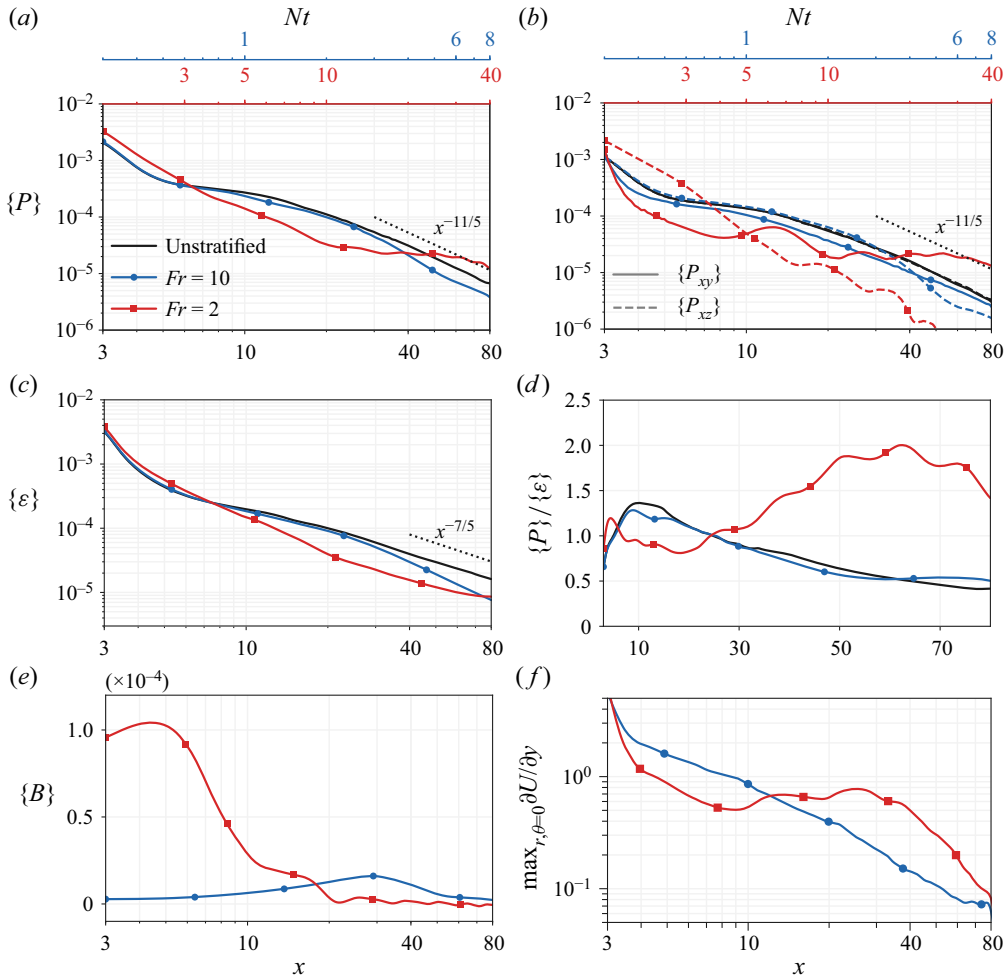 (a) Nt (b) Nt
1 6 8 1 6 8
3 5 10 40 3 5 10 40
10−2 10−2
10−3 10−3
{P} 10−4 x−11/5 10−4 x−11/5
Unstratified
10−5 Fr = 10 10−5 {Pxy}
Fr = 2 {Pxz}
10−6 10−6
3 10 40 80 3 10 40 80
(c) (d)
10−2 2.5
10−3 2.0
{ε} 10−4 x−7/5 {P} / {ε} 1.5
1.0
10−5 0.5
0
3 10 40 80 10 30 50 70
(e) (×10−4) (f)
1.0
{B} 0.5 maxr,θ=0 ∂U/∂y 100
0 10−1
3 10 40 80 3 10 40 80
x x